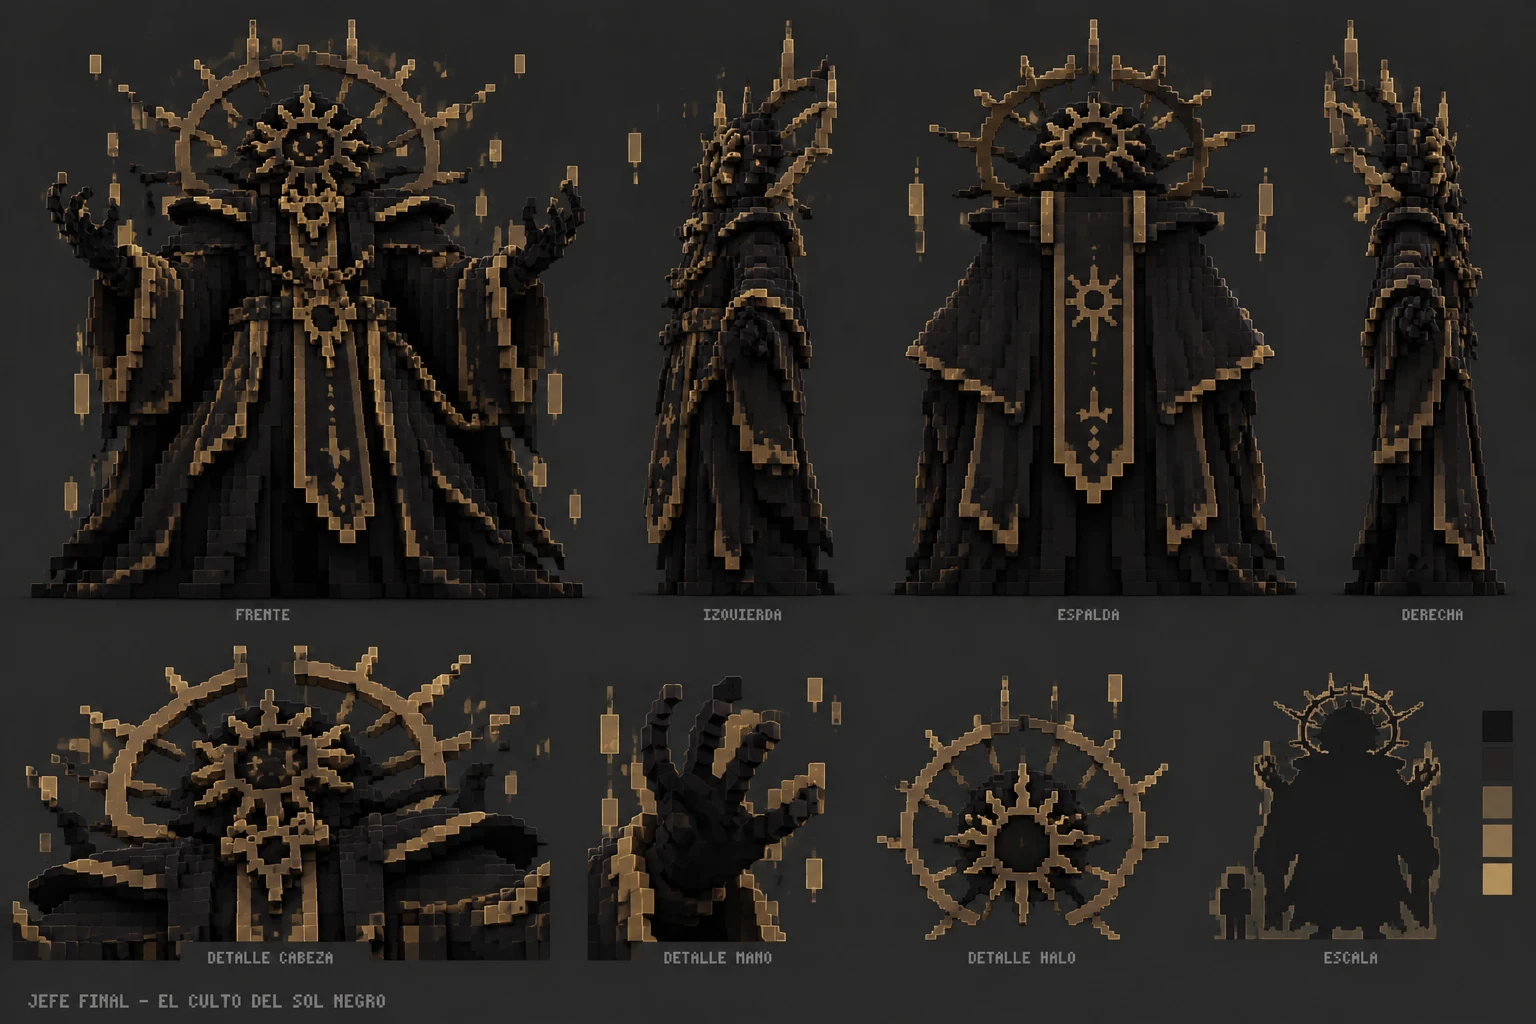 FRENTE
IZQUIERDA
ESPALDA
DERECHA
DETALLE CABEZA
DETALLE MANO
DETALLE HALO
ESCALA
JEFE FINAL - EL CULTO DEL SOL NEGRO